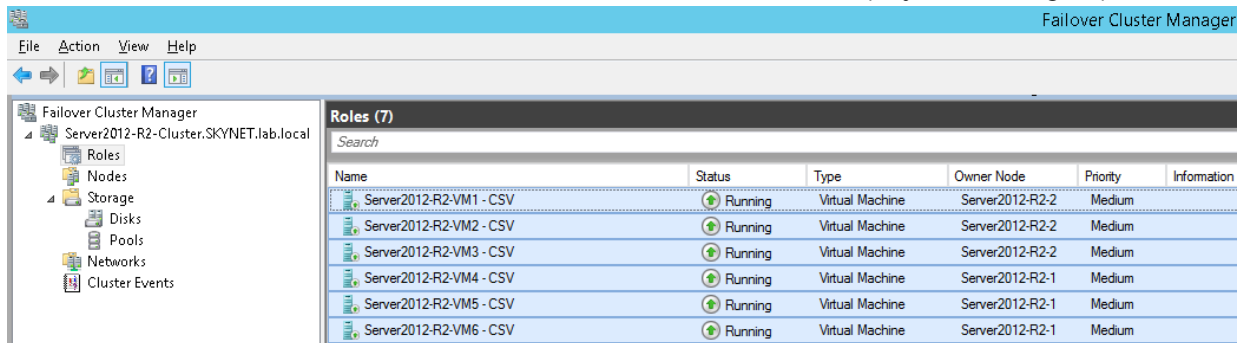 Failover Cluster Manager
File Action View Help
Failover Cluster Manager
Server2012-R2-Cluster.SKYNET.lab.local
Roles
Nodes
Storage
Disks
Pools
Networks
Cluster Events
Roles (7)
Search
Name Status Type Owner Node Priority Information
Server2012-R2-VM1 - CSV Running Virtual Machine Server2012-R2-2 Medium
Server2012-R2-VM2 - CSV Running Virtual Machine Server2012-R2-2 Medium
Server2012-R2-VM3 - CSV Running Virtual Machine Server2012-R2-2 Medium
Server2012-R2-VM4 - CSV Running Virtual Machine Server2012-R2-1 Medium
Server2012-R2-VM5 - CSV Running Virtual Machine Server2012-R2-1 Medium
Server2012-R2-VM6 - CSV Running Virtual Machine Server2012-R2-1 Medium